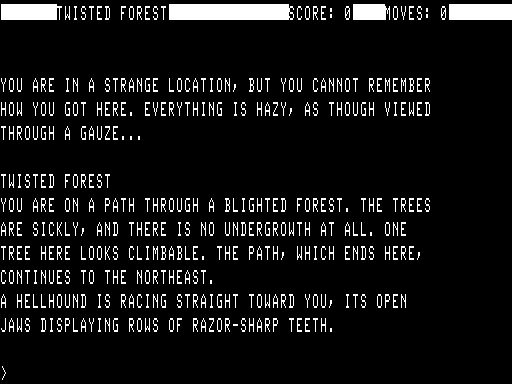 TWISTED FOREST SCORE: 0 MOVES: 0
YOU ARE IN A STRANGE LOCATION, BUT YOU CANNOT REMEMBER
HOW YOU GOT HERE. EVERYTHING IS HAZY, AS THOUGH VIEWED
THROUGH A GAUZE...
TWISTED FOREST
YOU ARE ON A PATH THROUGH A BLIGHTED FOREST. THE TREES
ARE SICKLY, AND THERE IS NO UNDERGROWTH AT ALL. ONE
TREE HERE LOOKS CLIMBABLE. THE PATH, WHICH ENDS HERE,
CONTINUES TO THE NORTHEAST.
A HELLHOUND IS RACING STRAIGHT TOWARD YOU, ITS OPEN
JAWS DISPLAYING ROWS OF RAZOR-SHARP TEETH.
>